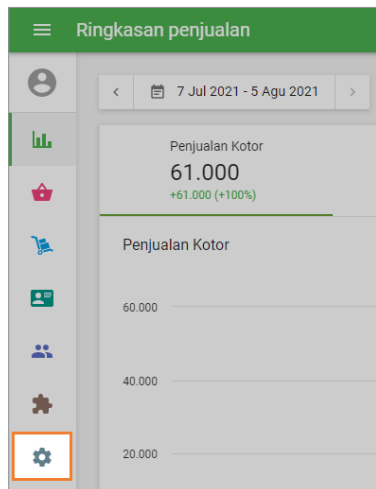 Ringkasan penjualan
7 Jul 2021 - 5 Agu 2021
Penjualan Kotor
61.000
+61.000 (+100%)
Penjualan Kotor
60.000
40.000
20.000